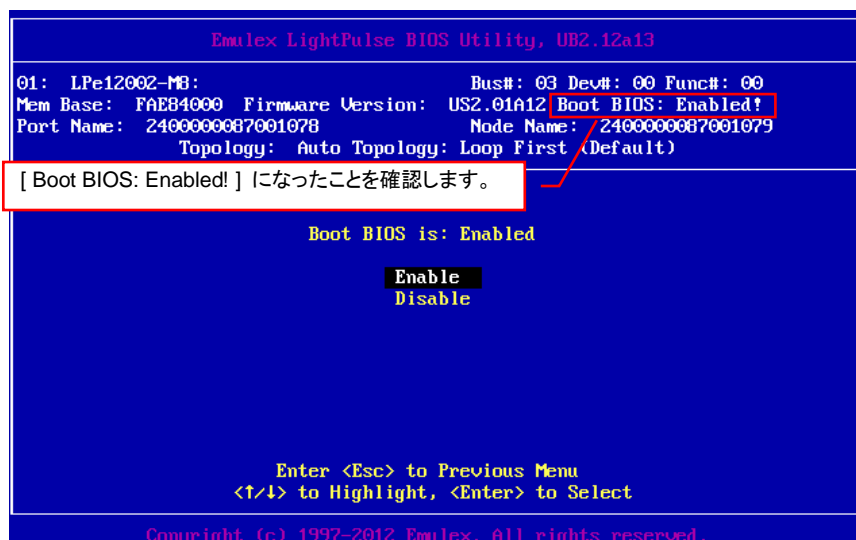 Emulex LightPulse BIOS Utility, UB2.12a13
01: LPe12002-M8: Bus#: 03 Dev#: 00 Func#: 00
Mem Base: FAE84000 Firmware Version: US2.01A12 Boot BIOS: Enabled!
Port Name: 2400000087001078 Node Name: 2400000087001079
Topology: Auto Topology: Loop First (Default)
[ Boot BIOS: Enabled! ] になったことを確認します。
Boot BIOS is: Enabled
Enable
Disable
Enter <Esc> to Previous Menu
<↑/↓> to Highlight, <Enter> to Select
Copyright (c) 1997-2012 Emulex. All rights reserved.